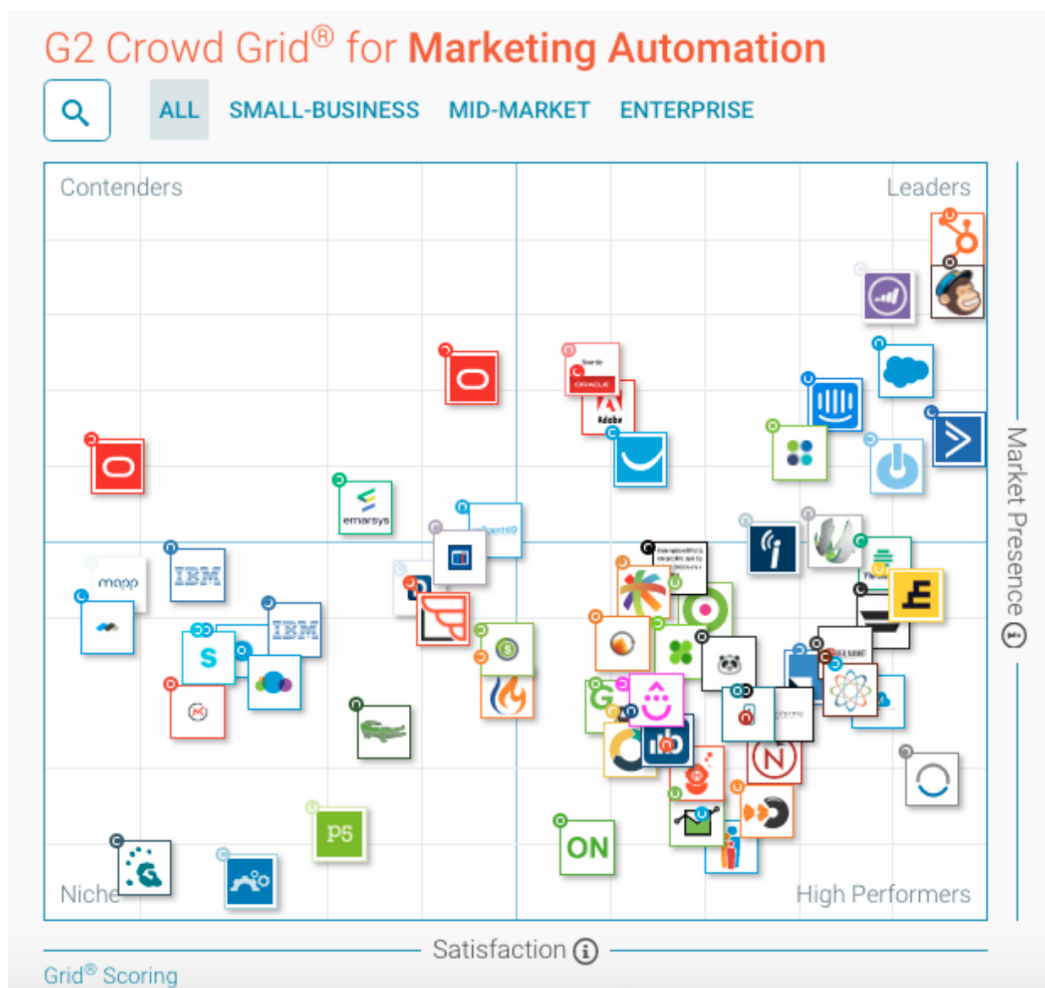 G2 Crowd Grid® for Marketing Automation
ALL SMALL-BUSINESS MID-MARKET ENTERPRISE
Contenders
Leaders
ORACLE
Adobe
emarsys
mapp
IBM
IBM
S
M
P5
G
N
ON
Niche
High Performers
Market Presence
Satisfaction
Grid® Scoring